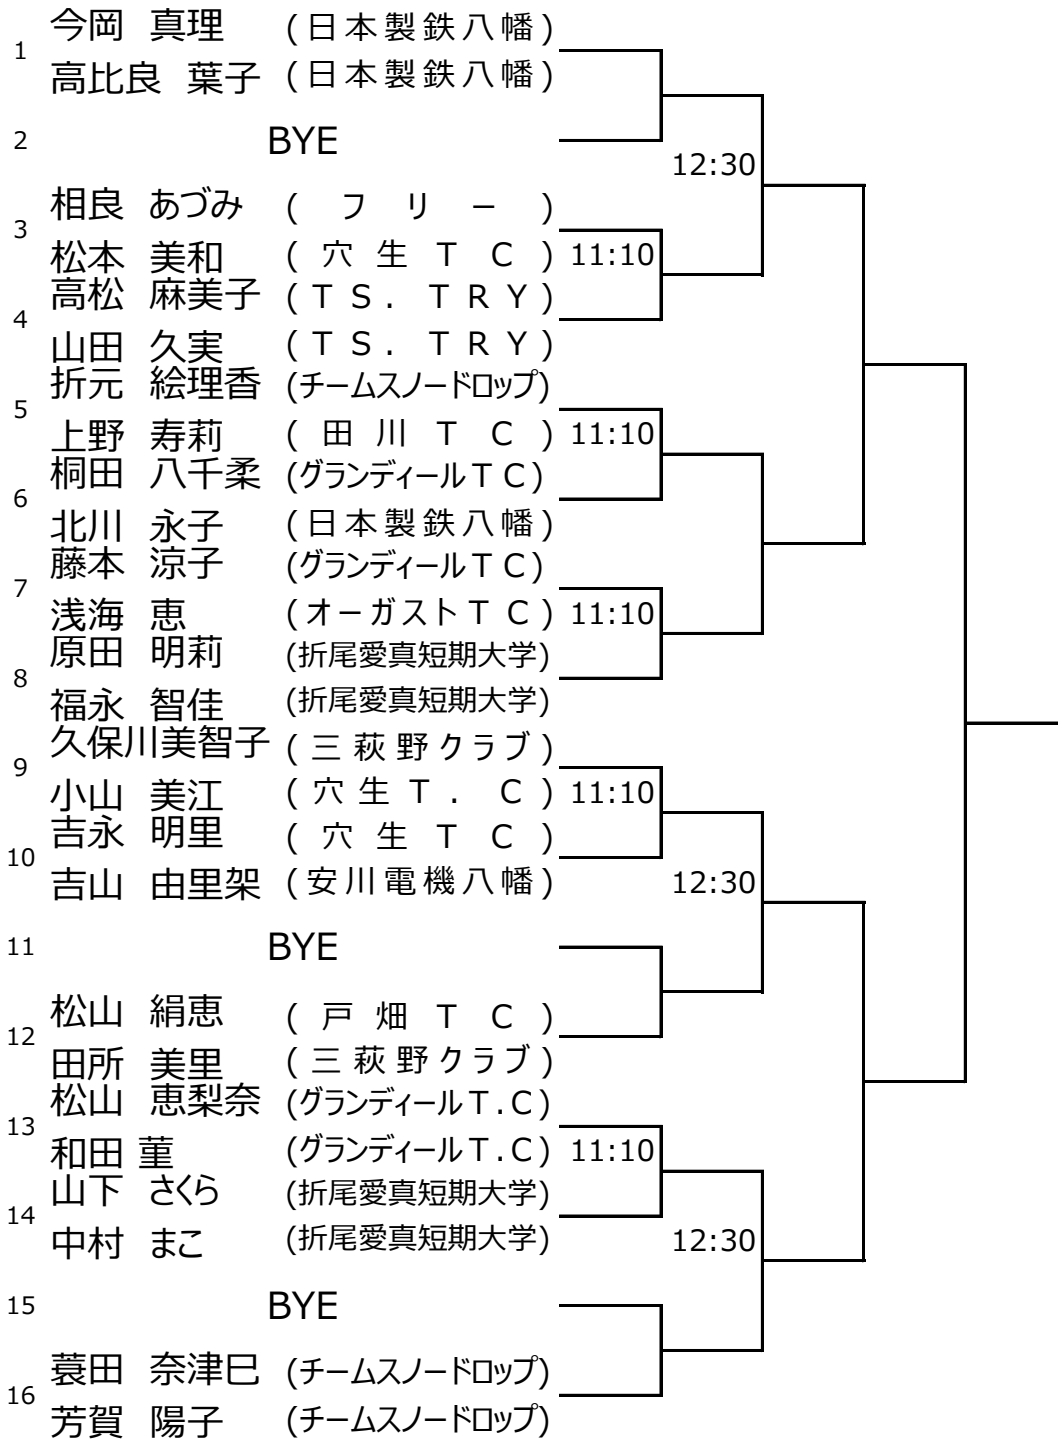 今岡 真理 (日本製鉄八幡)
1
高比良 葉子 (日本製鉄八幡)
2 BYE
12:30
相良 あづみ (フリー)
3
松本 美和 (穴生TC) 11:10
高松 麻美子 (TS.TRY)
4
山田 久実 (TS.TRY)
折元 絵理香 (チームスノードロップ)
5
上野 寿莉 (田川TC) 11:10
桐田 八千柔 (グランディールTC)
6
北川 永子 (日本製鉄八幡)
藤本 涼子 (グランディールTC)
7
浅海 恵 (オーガストTC) 11:10
原田 明莉 (折尾愛真短期大学)
8
福永 智佳 (折尾愛真短期大学)
久保川美智子 (三萩野クラブ)
9
小山 美江 (穴生T.C) 11:10
吉永 明里 (穴生TC)
10
吉山 由里架 (安川電機八幡) 12:30
11 BYE
松山 絹恵 (戸畑TC)
12
田所 美里 (三萩野クラブ)
松山 恵梨奈 (グランディールT.C)
13
和田 菫 (グランディールT.C) 11:10
山下 さくら (折尾愛真短期大学)
14
中村 まこ (折尾愛真短期大学) 12:30
15 BYE
蓑田 奈津巳 (チームスノードロップ)
16
芳賀 陽子 (チームスノードロップ)